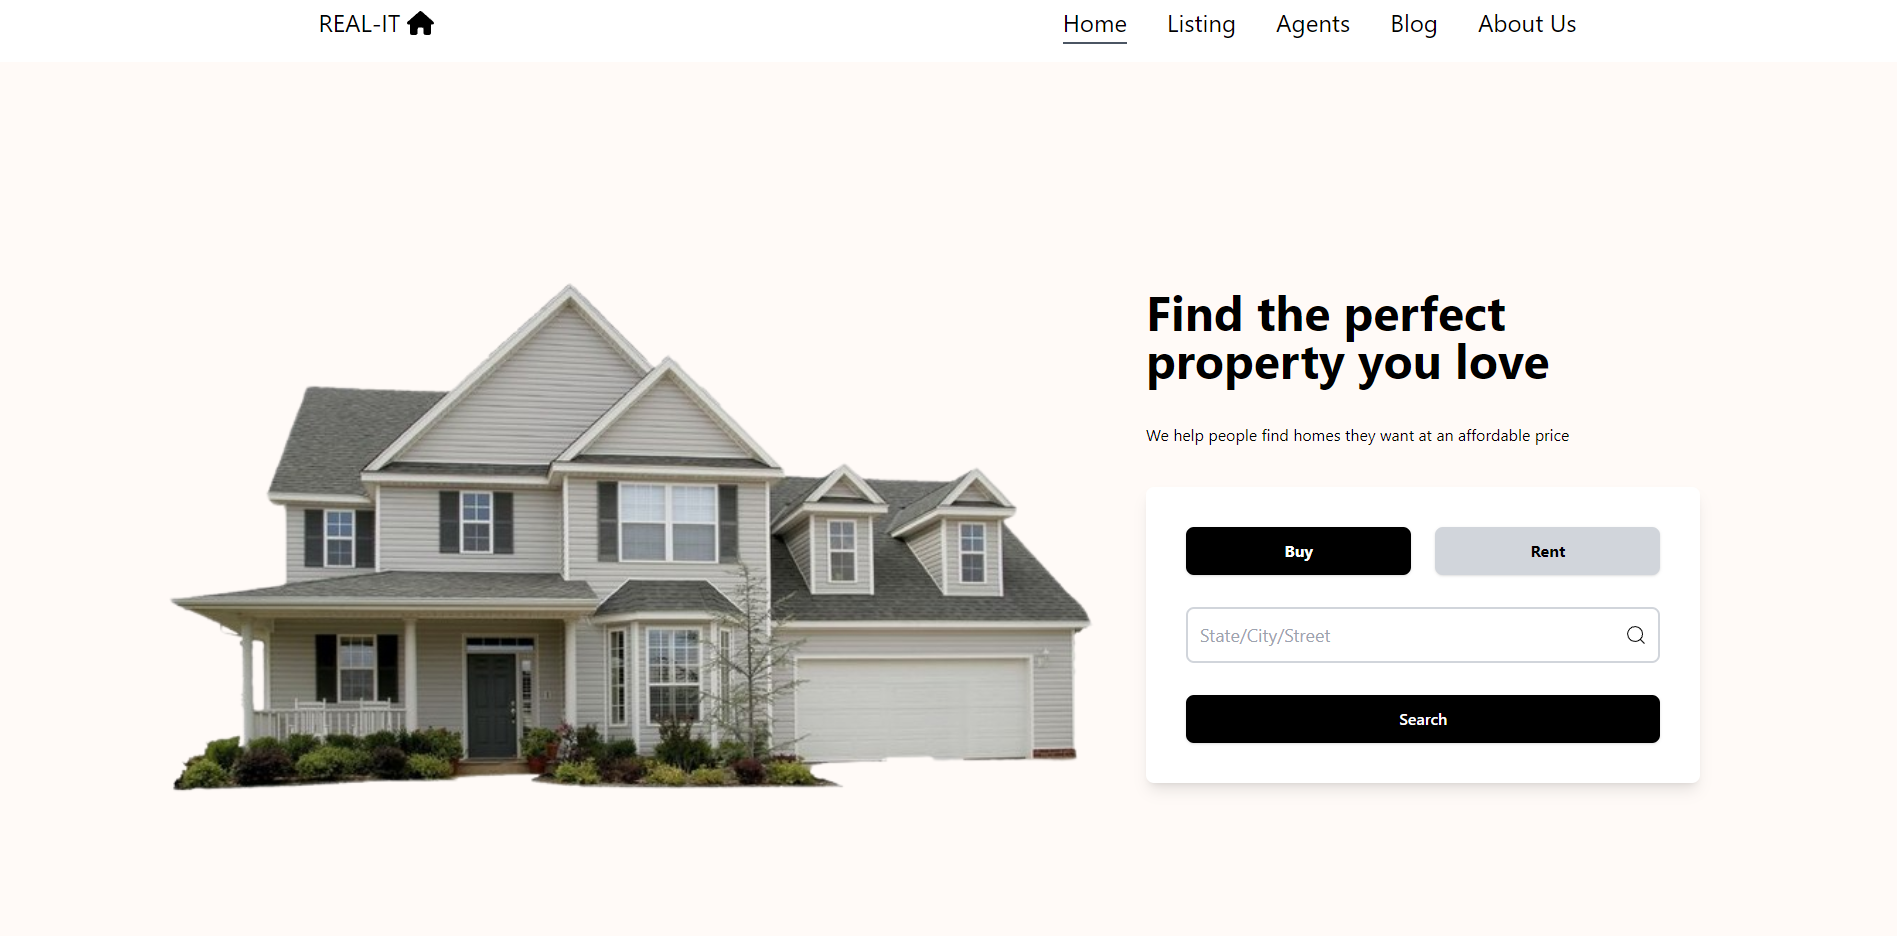 REAL-IT
Home
Listing
Agents
Blog
About Us
Find the perfect
property you love
We help people find homes they want at an affordable price
Buy
Rent
State/City/Street
Search